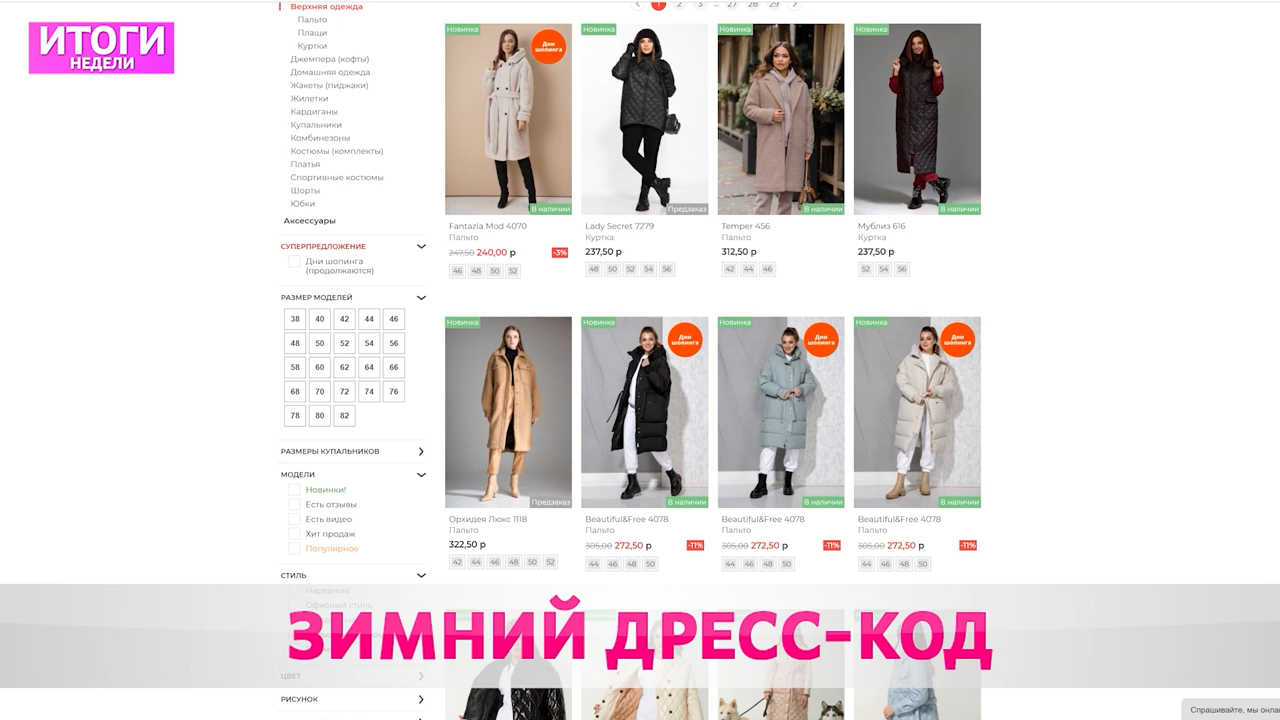 ИТОГИ
НЕДЕЛИ
Верхняя одежда
Пальто
Плащи
Куртки
Джемпера (кофты)
Домашняя одежда
Жакеты (пиджаки)
Жилетки
Кардиганы
Купальники
Комбинезоны
Костюмы (комплекты)
Платья
Спортивные костюмы
Шорты
Юбки
Аксессуары
СУПЕРПРЕДЛОЖЕНИЕ
Дни шопинга
(продолжаются)
РАЗМЕР МОДЕЛЕЙ
38 40 42 44 46
48 50 52 54 56
58 60 62 64 66
68 70 72 74 76
78 80 82
РАЗМЕРЫ КУПАЛЬНИКОВ
МОДЕЛИ
Новинки!
Есть отзывы
Есть видео
Хит продаж
Популярное
СТИЛЬ
Нарядные
Офисный стиль
ЦВЕТ
РИСУНОК
1 2 3 ... 27 28 29
Новинка
Дни
шопинга
В наличии
Fantazia Mod 4070
Пальто
247,50 240,00 р -3%
46 48 50 52
Новинка
Предзаказ
Lady Secret 7279
Куртка
237,50 р
48 50 52 54 56
Новинка
В наличии
Temper 456
Пальто
312,50 р
42 44 46
Новинка
В наличии
Мублиз 616
Куртка
237,50 р
52 54 56
Новинка
Предзаказ
Орхидея Люкс 1118
Пальто
322,50 р
42 44 46 48 50 52
Новинка
Дни
шопинга
В наличии
Beautiful&Free 4078
Пальто
305,00 272,50 р -11%
44 46 48 50
Новинка
Дни
шопинга
В наличии
Beautiful&Free 4078
Пальто
305,00 272,50 р -11%
44 46 48 50
Новинка
Дни
шопинга
В наличии
Beautiful&Free 4078
Пальто
305,00 272,50 р -11%
44 46 48 50
ЗИМНИЙ ДРЕСС-КОД
Спрашивайте, мы